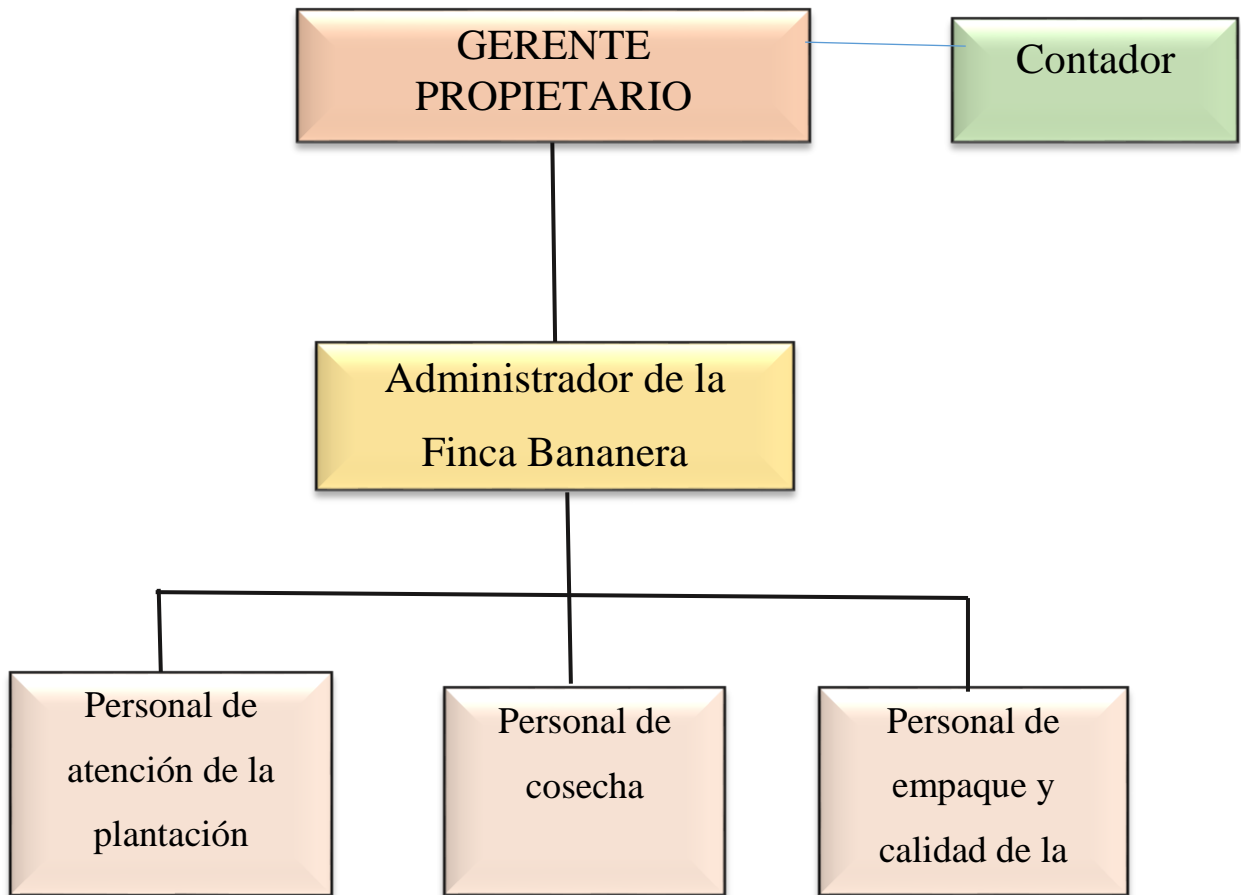 GERENTE
PROPIETARIO
Contador
Administrador de la
Finca Bananera
Personal de
atención de la
plantación
Personal de
cosecha
Personal de
empaque y
calidad de la